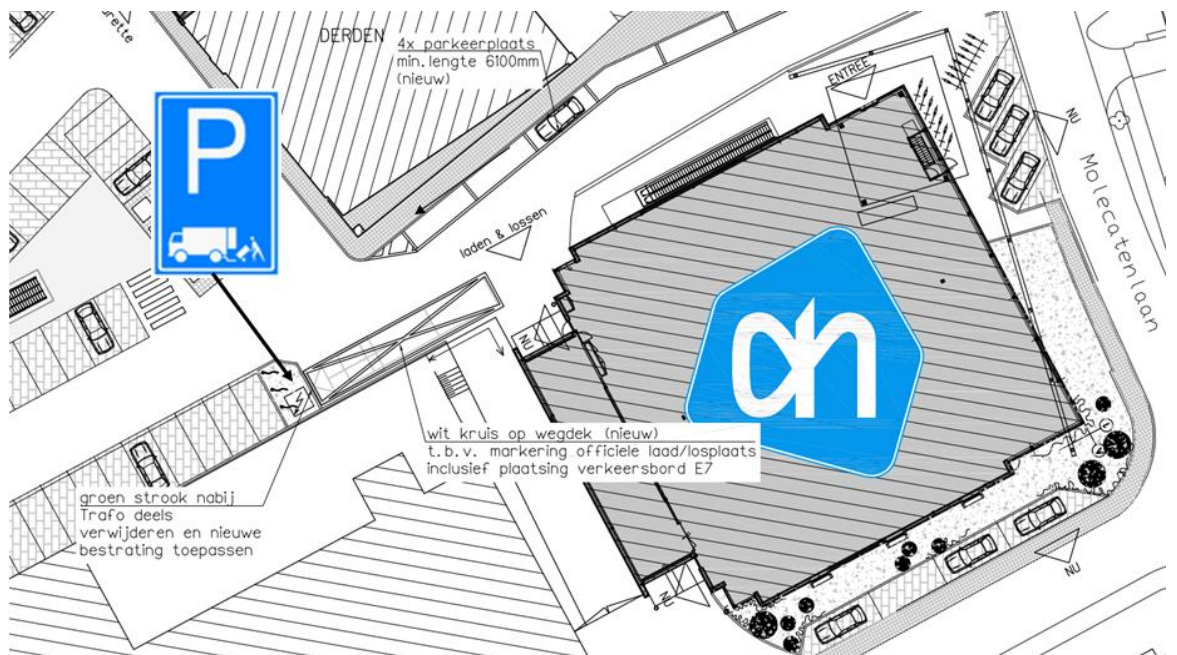 DERDEN
4x parkeerplaats
min.lengte 6100mm
(nieuw)
P
ENTREE
NU
Molecatenlaan
laden & lossen
NU
wit kruis op wegdek (nieuw)
t.b.v. markering officiele laad/losplaats
inclusief plaatsing verkeersbord E7
groen strook nabij
Trafo deels
verwijderen en nieuwe
bestrating toepassen
NU
NU
ah